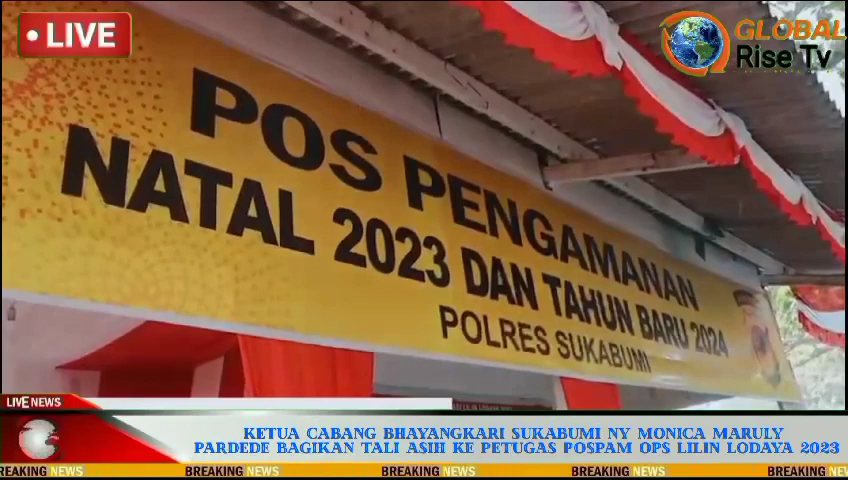 LIVE
GLOBAL
Rise Tv
POS PENGAMANAN
NATAL 2023 DAN TAHUN BARU 2024
POLRES SUKABUMI
LIVE NEWS
KETUA CABANG BHAYANGKARI SUKABUMI NY MONICA MARULY
PARDEDE BAGIKAN TALI ASIH KE PETUGAS POSPAM OPS LILIN LODAYA 2023
REAKING NEWS BREAKING NEWS BREAKING NEWS BREAKING NEWS BREAKING NEWS